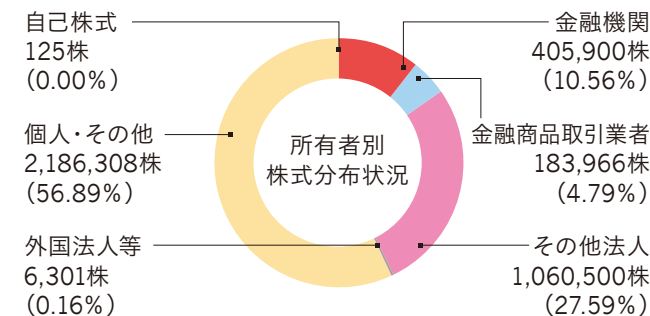 自己株式
125株
(0.00%)
金融機関
405,900株
(10.56%)
個人・その他
2,186,308株
(56.89%)
所有者別
株式分布状況
金融商品取引業者
183,966株
(4.79%)
外国法人等
6,301株
(0.16%)
その他法人
1,060,500株
(27.59%)